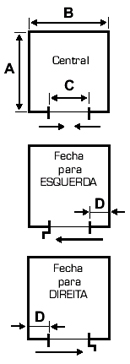 B
A
Central
C
Fecha
para
ESQUERDA
D
Fecha
para
DIREITA
D